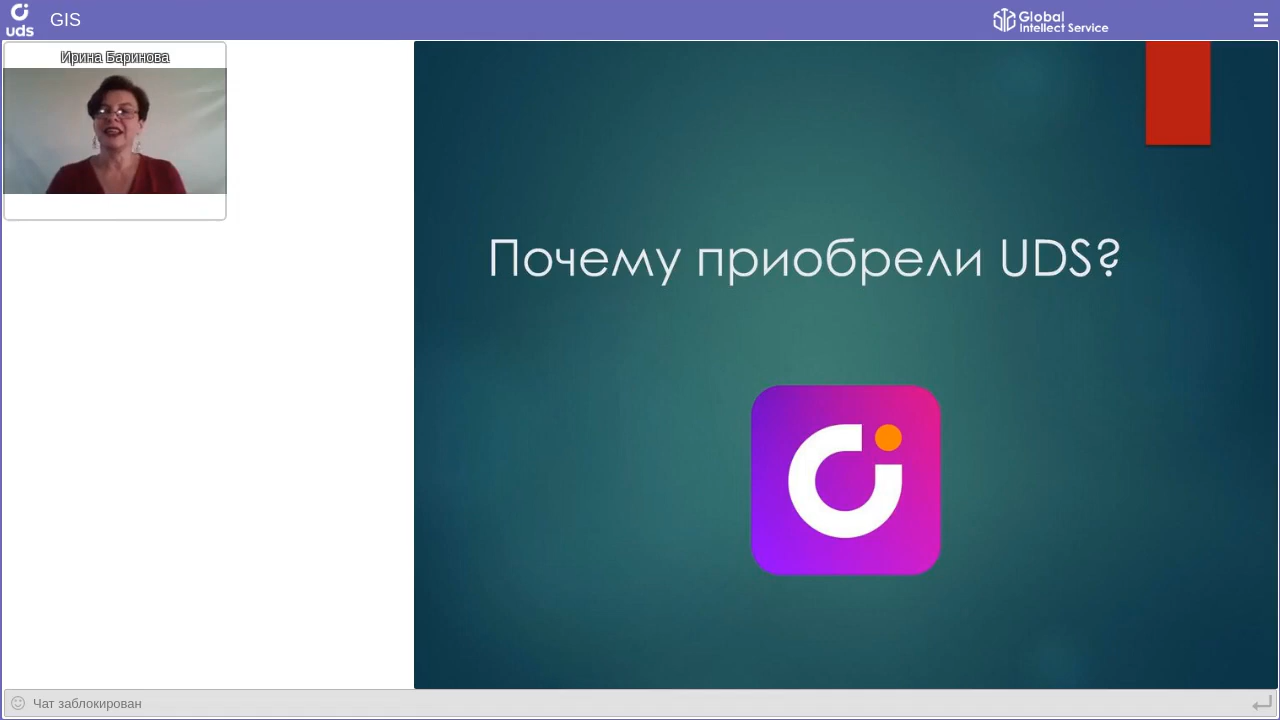 uds
GIS
Global
Intellect Service
Ирина Баринова
Почему приобрели UDS?
Чат заблокирован